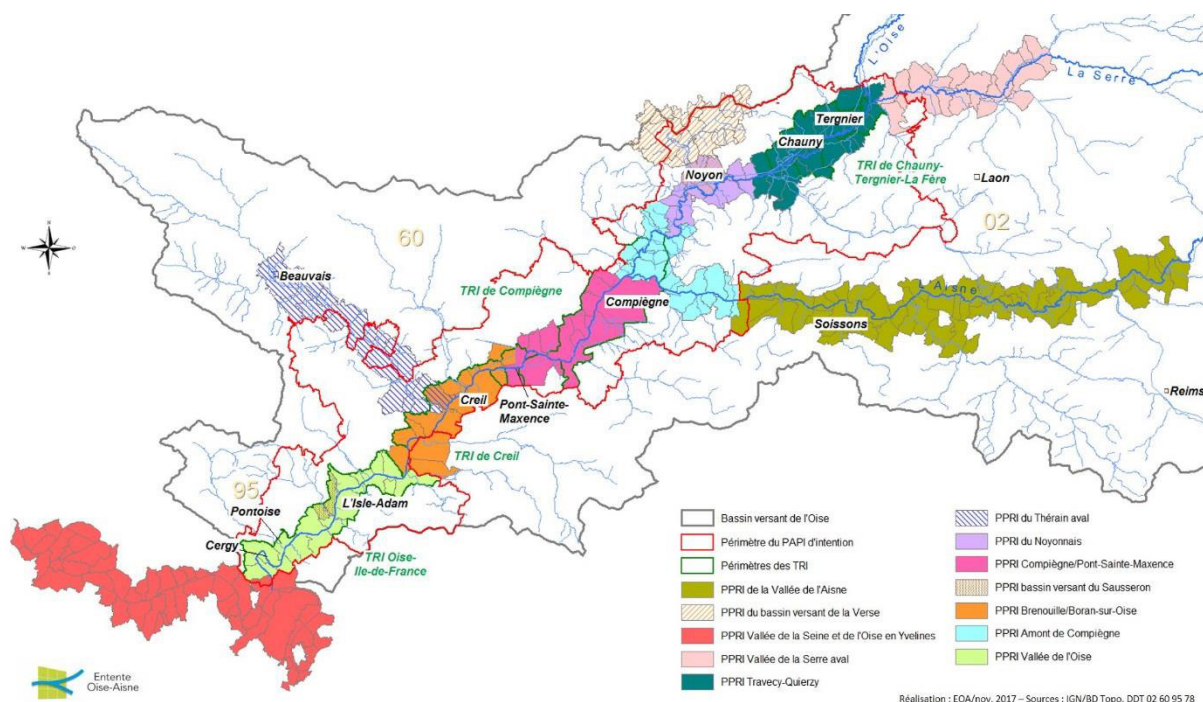 L'Oise
La Serre
Tergnier
Chauny
Noyon
TRI de Chauny-
Tergnier-La Fère
Laon
02
60
Beauvais
TRI de Compiègne
Compiègne
L'Aisne
Soissons
Reims
Creil
Pont-Sainte-
Maxence
TRI de Creil
95
L'Isle-Adam
Pontoise
Cergy
TRI Oise-
Ile-de-France
Bassin versant de l'Oise
Périmètre du PAPI d'intention
Périmètres des TRI
PPRI de la Vallée de l'Aisne
PPRI du bassin versant de la Verse
PPRI Vallée de la Seine et de l'Oise en Yvelines
PPRI Vallée de la Serre aval
PPRI Travecy-Quierzy
PPRI du Thérain aval
PPRI du Noyonnais
PPRI Compiègne/Pont-Sainte-Maxence
PPRI bassin versant du Sausseron
PPRI Brenouille/Boran-sur-Oise
PPRI Amont de Compiègne
PPRI Vallée de l'Oise
Entente
Oise-Aisne
Réalisation : EOA/nov. 2017 – Sources : IGN/BD Topo, DDT 02 60 95 78